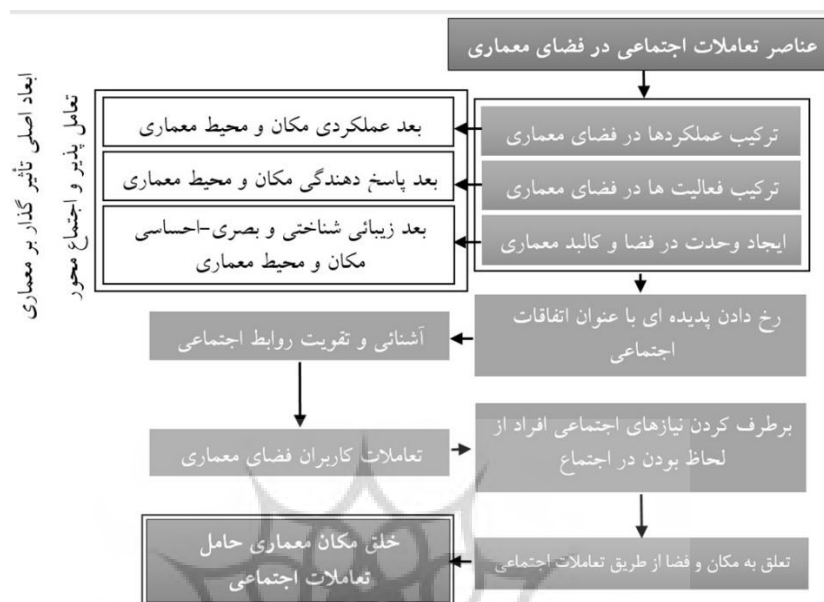 عناصر تعاملات اجتماعی در فضای معماری
ترکیب عملکردها در فضای معماری
بعد عملکردی مکان و محیط معماری
ترکیب فعالیت ها در فضای معماری
بعد پاسخ دهندگی مکان و محیط معماری
ایجاد وحدت در فضا و کالبد معماری
بعد زیبائی شناختی و بصری-احساسی
مکان و محیط معماری
ابعاد اصلی تأثیر گذار بر معماری
تعامل پذیر و اجتماع محور
رخ دادن پدیده ای با عنوان اتفاقات
اجتماعی
آشنائی و تقویت روابط اجتماعی
تعاملات کاربران فضای معماری
برطرف کردن نیازهای اجتماعی افراد از
لحاظ بودن در اجتماع
تعلق به مکان و فضا از طریق تعاملات اجتماعی
خلق مکان معماری حامل
تعاملات اجتماعی